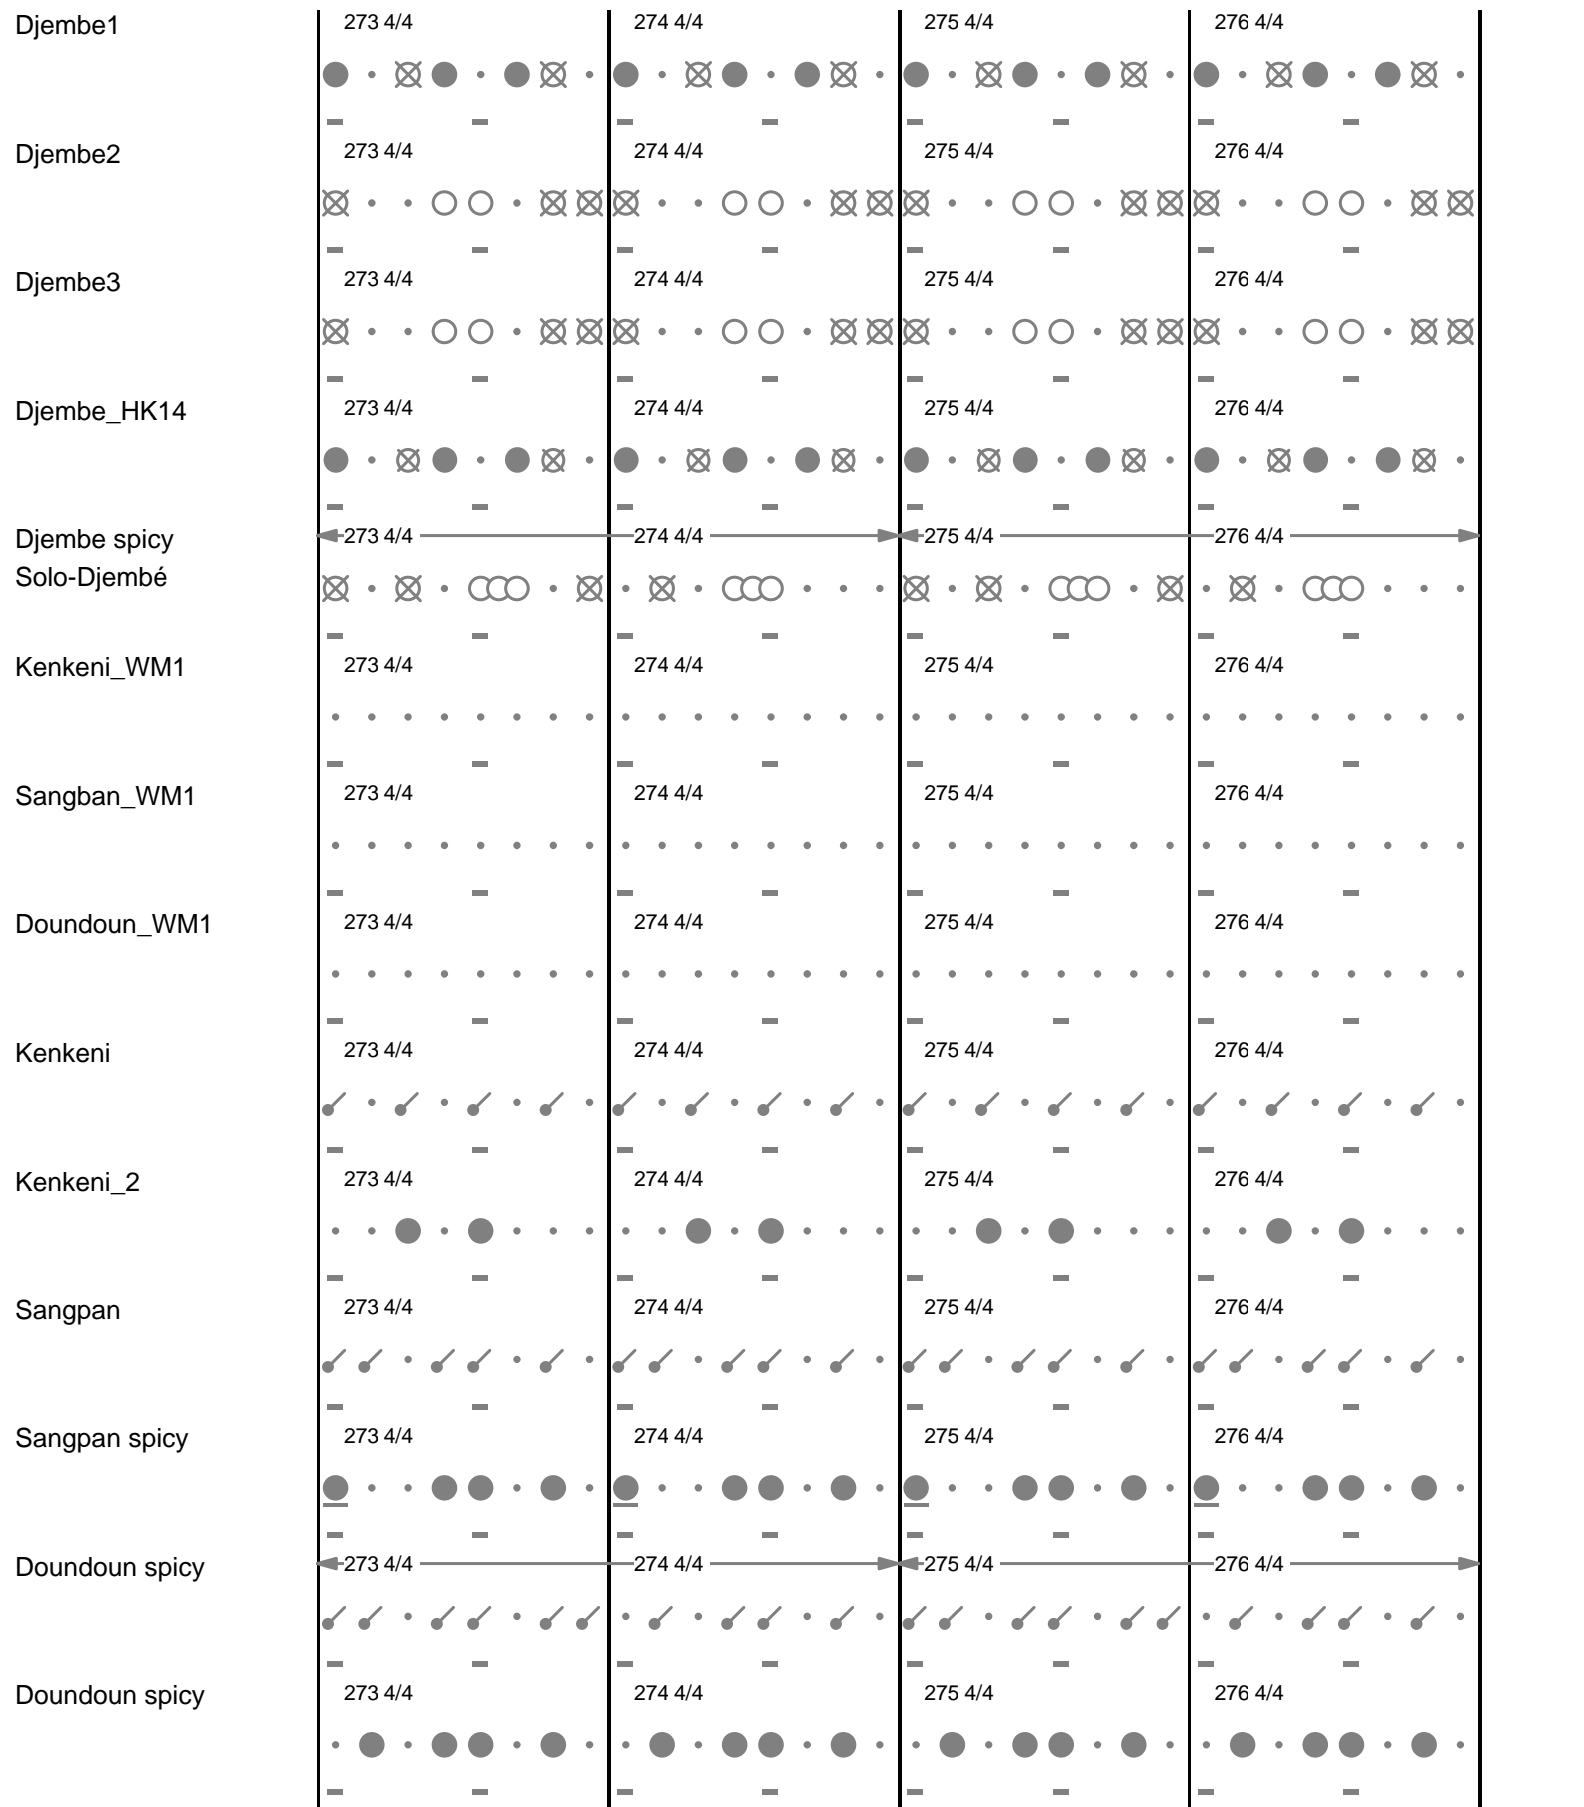 Djembe1 273 4/4 274 4/4 275 4/4 276 4/4
Djembe2 273 4/4 274 4/4 275 4/4 276 4/4
Djembe3 273 4/4 274 4/4 275 4/4 276 4/4
Djembe_HK14 273 4/4 274 4/4 275 4/4 276 4/4
Djembe spicy 273 4/4 274 4/4 275 4/4 276 4/4
Solo-Djembé
Kenkeni_WM1 273 4/4 274 4/4 275 4/4 276 4/4
Sangban_WM1 273 4/4 274 4/4 275 4/4 276 4/4
Doundoun_WM1 273 4/4 274 4/4 275 4/4 276 4/4
Kenkeni 273 4/4 274 4/4 275 4/4 276 4/4
Kenkeni_2 273 4/4 274 4/4 275 4/4 276 4/4
Sangpan 273 4/4 274 4/4 275 4/4 276 4/4
Sangpan spicy 273 4/4 274 4/4 275 4/4 276 4/4
Doundoun spicy 273 4/4 274 4/4 275 4/4 276 4/4
Doundoun spicy 273 4/4 274 4/4 275 4/4 276 4/4